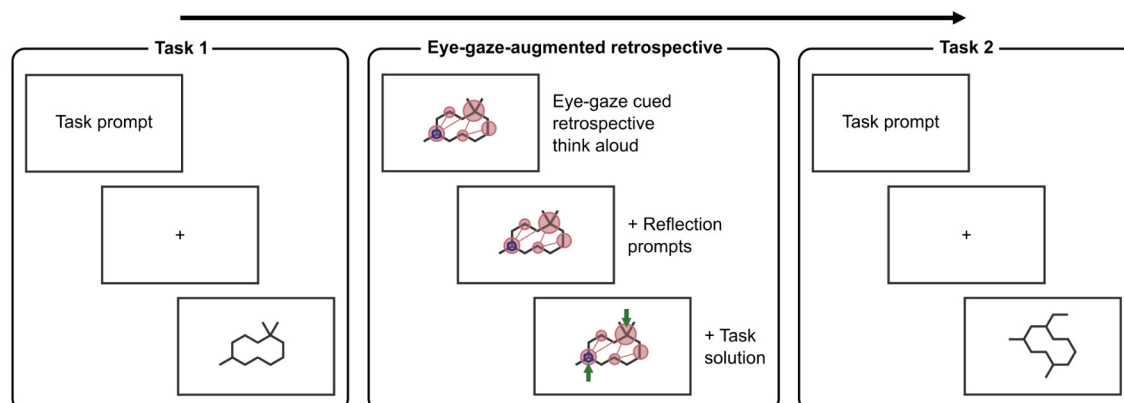 Task 1
Task prompt
+
Eye-gaze-augmented retrospective
Eye-gaze cued
retrospective
think aloud
+ Reflection
prompts
+ Task
solution
Task 2
Task prompt
+